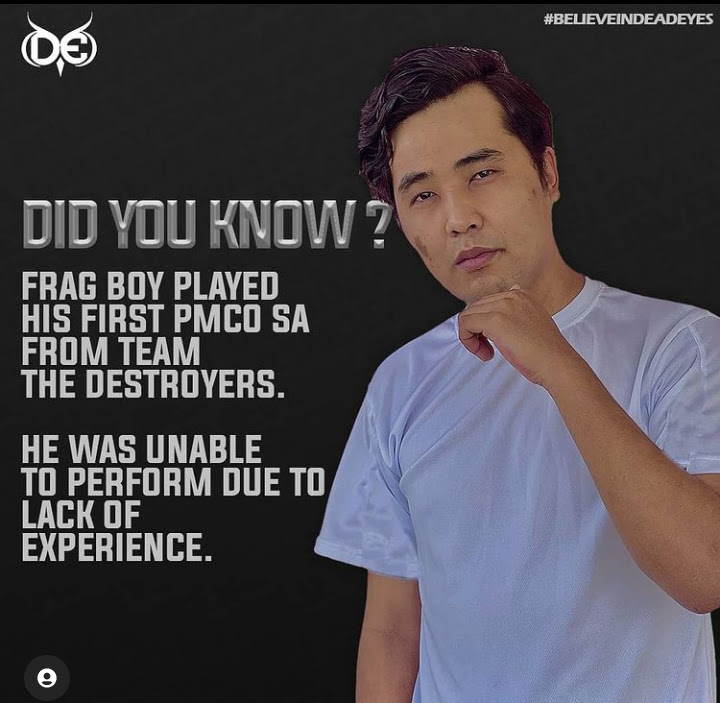 DE
#BELIEVEINDEADEYES
DID YOU KNOW ?
FRAG BOY PLAYED
HIS FIRST PMCO SA
FROM TEAM
THE DESTROYERS.
HE WAS UNABLE
TO PERFORM DUE TO
LACK OF
EXPERIENCE.